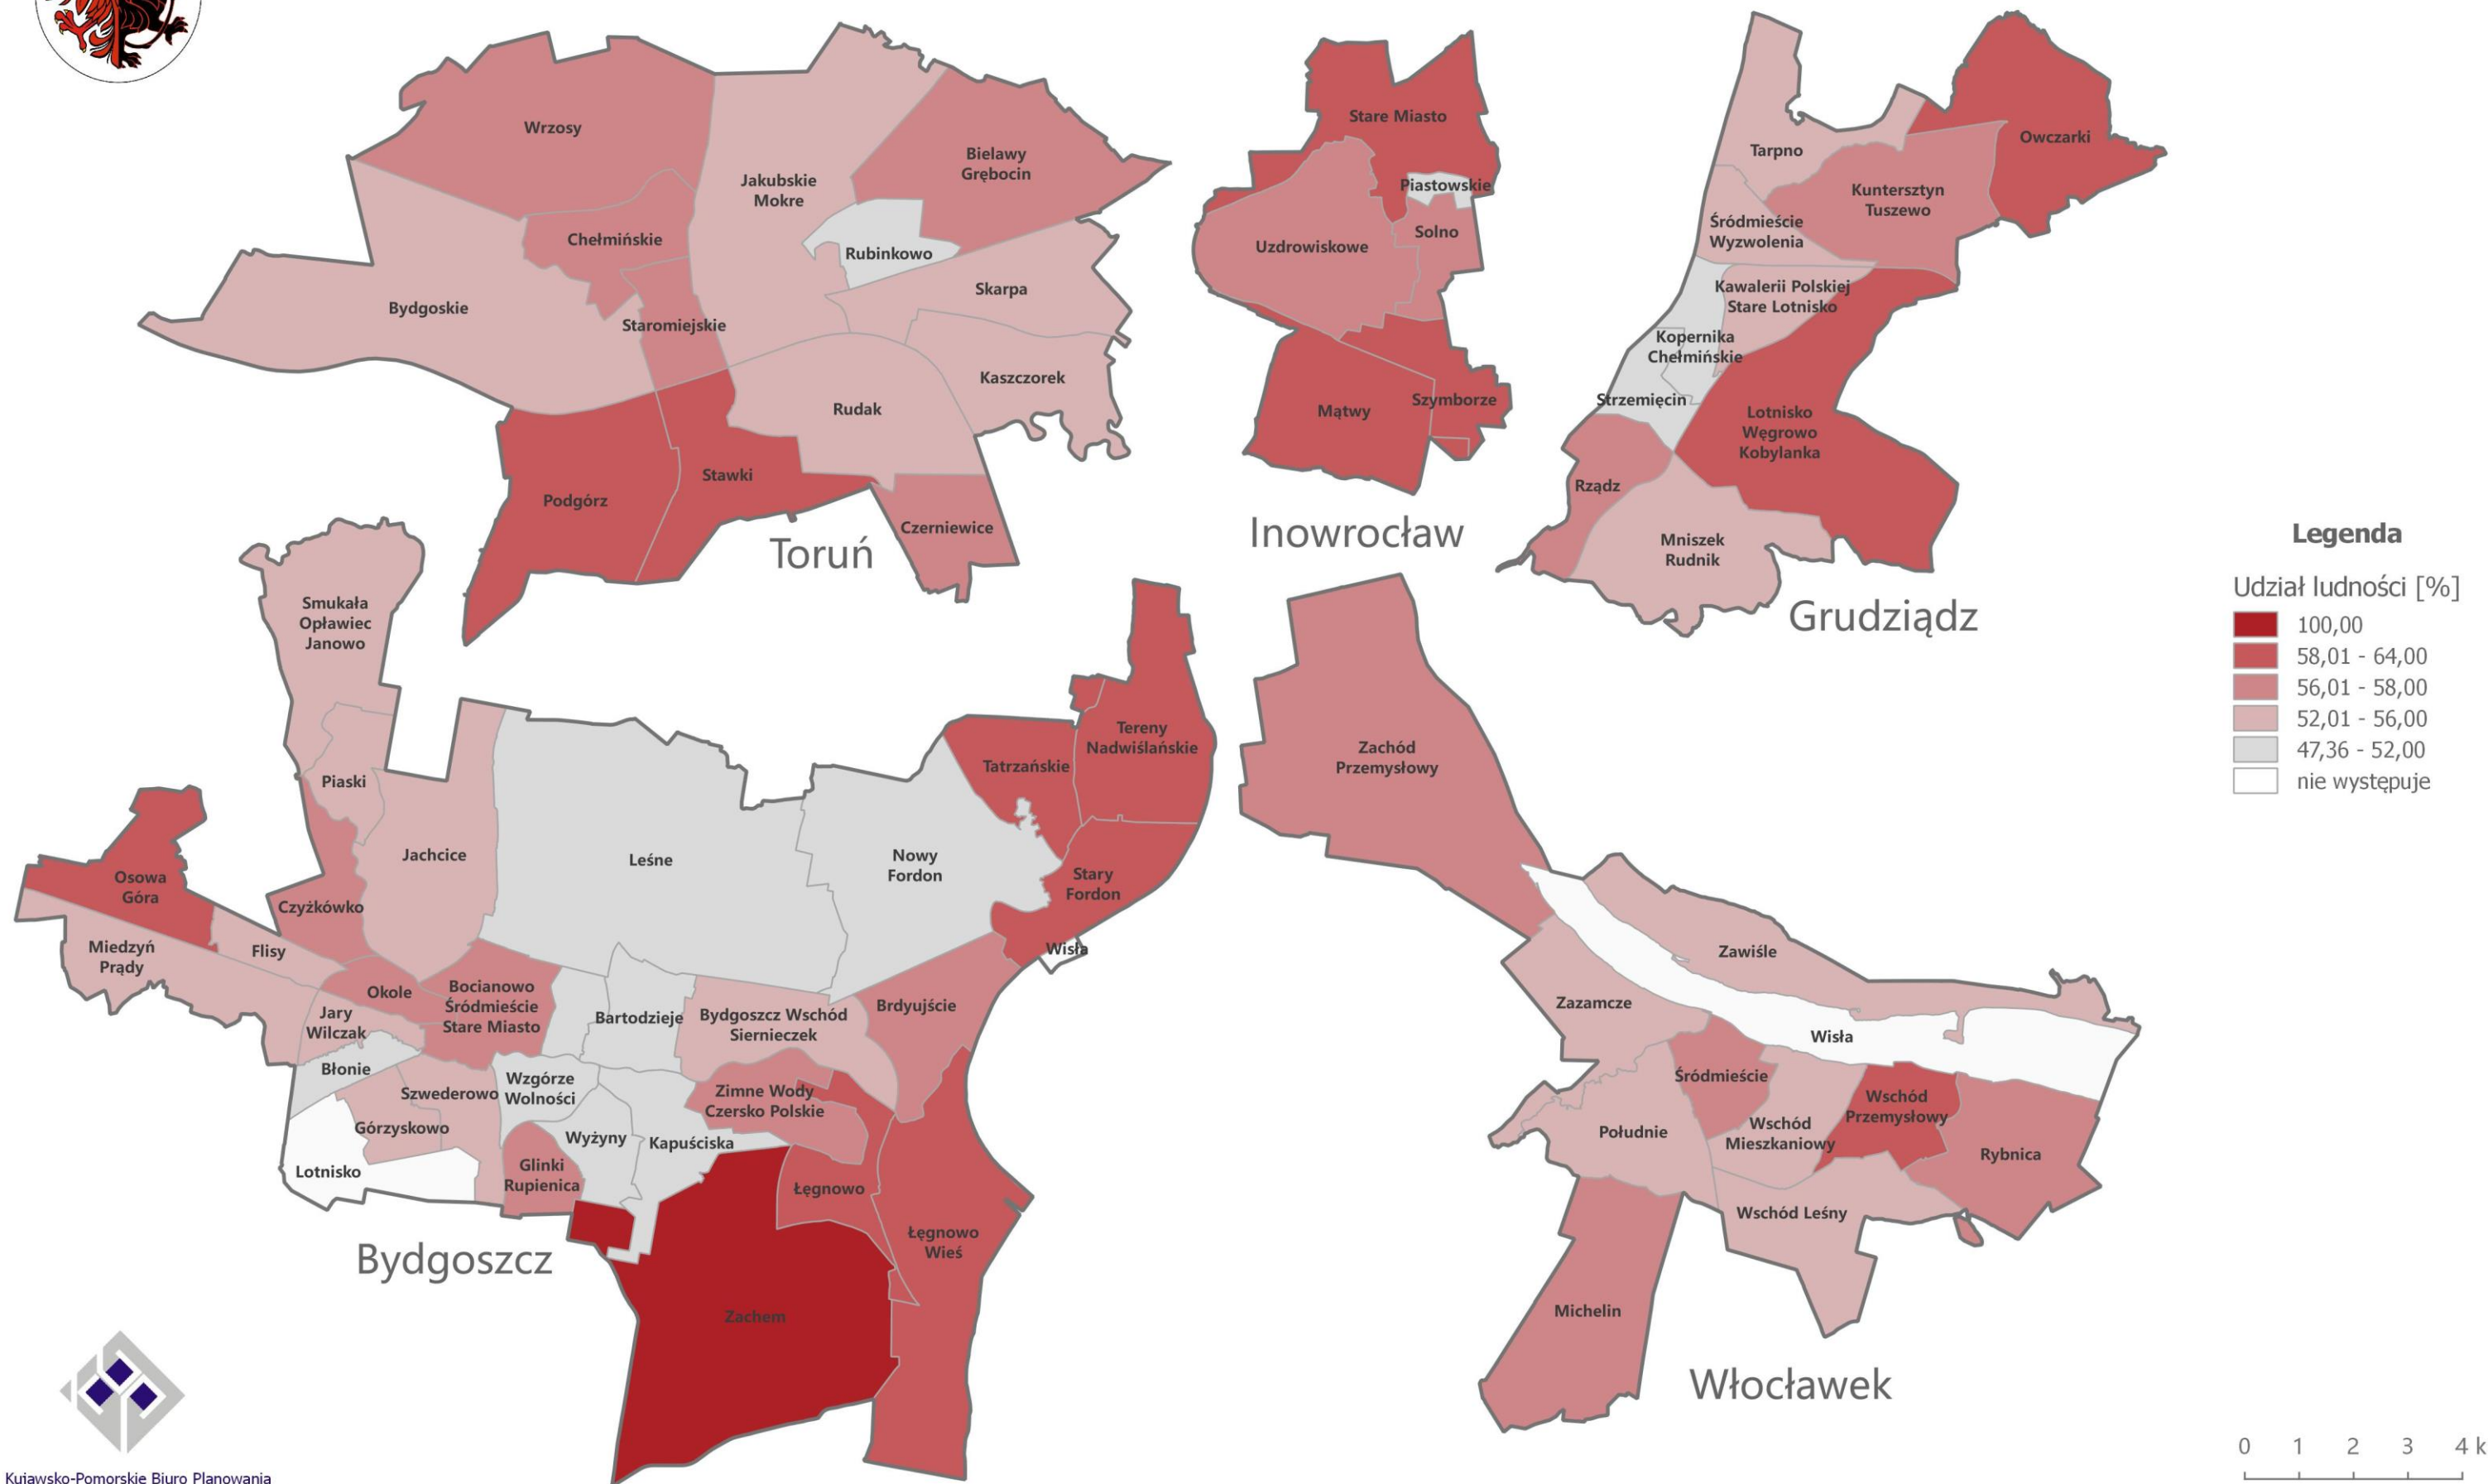 Wrzosy
Jakubskie
Mokre
Bielawy
Grębocin
Chełmińskie
Rubinkowo
Bydgoskie
Staromiejskie
Skarpa
Kaszczorek
Rudak
Stawki
Podgórz
Czerniewice
Toruń
Stare Miasto
Piastowskie
Solno
Uzdrowiskowe
Mątwy
Szymborze
Inowrocław
Owczarki
Tarpno
Kuntersztyn
Tuszewo
Śródmieście
Wyzwolenia
Kawalerii Polskiej
Stare Lotnisko
Kopernika
Chełmińskie
Strzemięcin
Lotnisko
Węgrowo
Kobylanka
Rządz
Mniszek
Rudnik
Grudziądz
Legenda
Udział ludności [%]
100,00
58,01 - 64,00
56,01 - 58,00
52,01 - 56,00
47,36 - 52,00
nie występuje
Smukała
Opławiec
Janowo
Piaski
Jachcice
Leśne
Nowy
Fordon
Tatrzańskie
Tereny
Nadwiślańskie
Stary
Fordon
Wisła
Osowa
Góra
Czyżkówko
Miedzyń
Prądy
Flisy
Okole
Bocianowo
Śródmieście
Stare Miasto
Jary
Wilczak
Bartodzieje
Bydgoszcz Wschód
Siernieczek
Brdyujście
Błonie
Szwederowo
Wzgórze
Wolności
Zimne Wody
Czersko Polskie
Górzyskowo
Wyżyny
Kapuściska
Lotnisko
Glinki
Rupienica
Łęgnowo
Łęgnowo
Wieś
Zachem
Bydgoszcz
Zachód
Przemysłowy
Zawiśle
Zazamcze
Wisła
Śródmieście
Wschód
Przemysłowy
Południe
Wschód
Mieszkaniowy
Rybnica
Wschód Leśny
Michelin
Włocławek
0 1 2 3 4 k
Kujawsko-Pomorskie Biuro Planowania